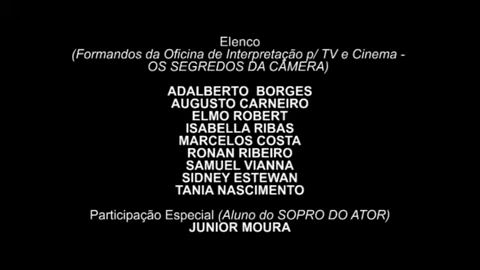 Elenco
(Formandos da Oficina de Interpretação p/ TV e Cinema -
OS SEGREDOS DA CÂMERA)
ADALBERTO BORGES
AUGUSTO CARNEIRO
ELMO ROBERT
ISABELLA RIBAS
MARCELOS COSTA
RONAN RIBEIRO
SAMUEL VIANNA
SIDNEY ESTEWAN
TANIA NASCIMENTO
Participação Especial (Aluno do SOPRO DO ATOR)
JUNIOR MOURA